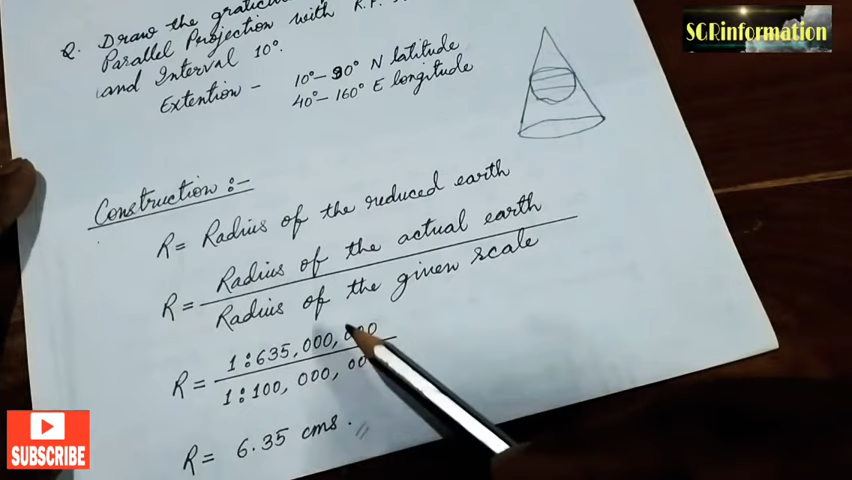 Q. Draw the
Parallel Projection with R.F.
and Interval 10°.
Extention - 10°- 90° N latitude
40°- 160° E longitude
Construction :-
R = Radius of the reduced earth
R = Radius of the actual earth
Radius of the given scale
R = 1:635,000,000
1:100,000,00
R = 6.35 cms.
SCRinformation
SUBSCRIBE